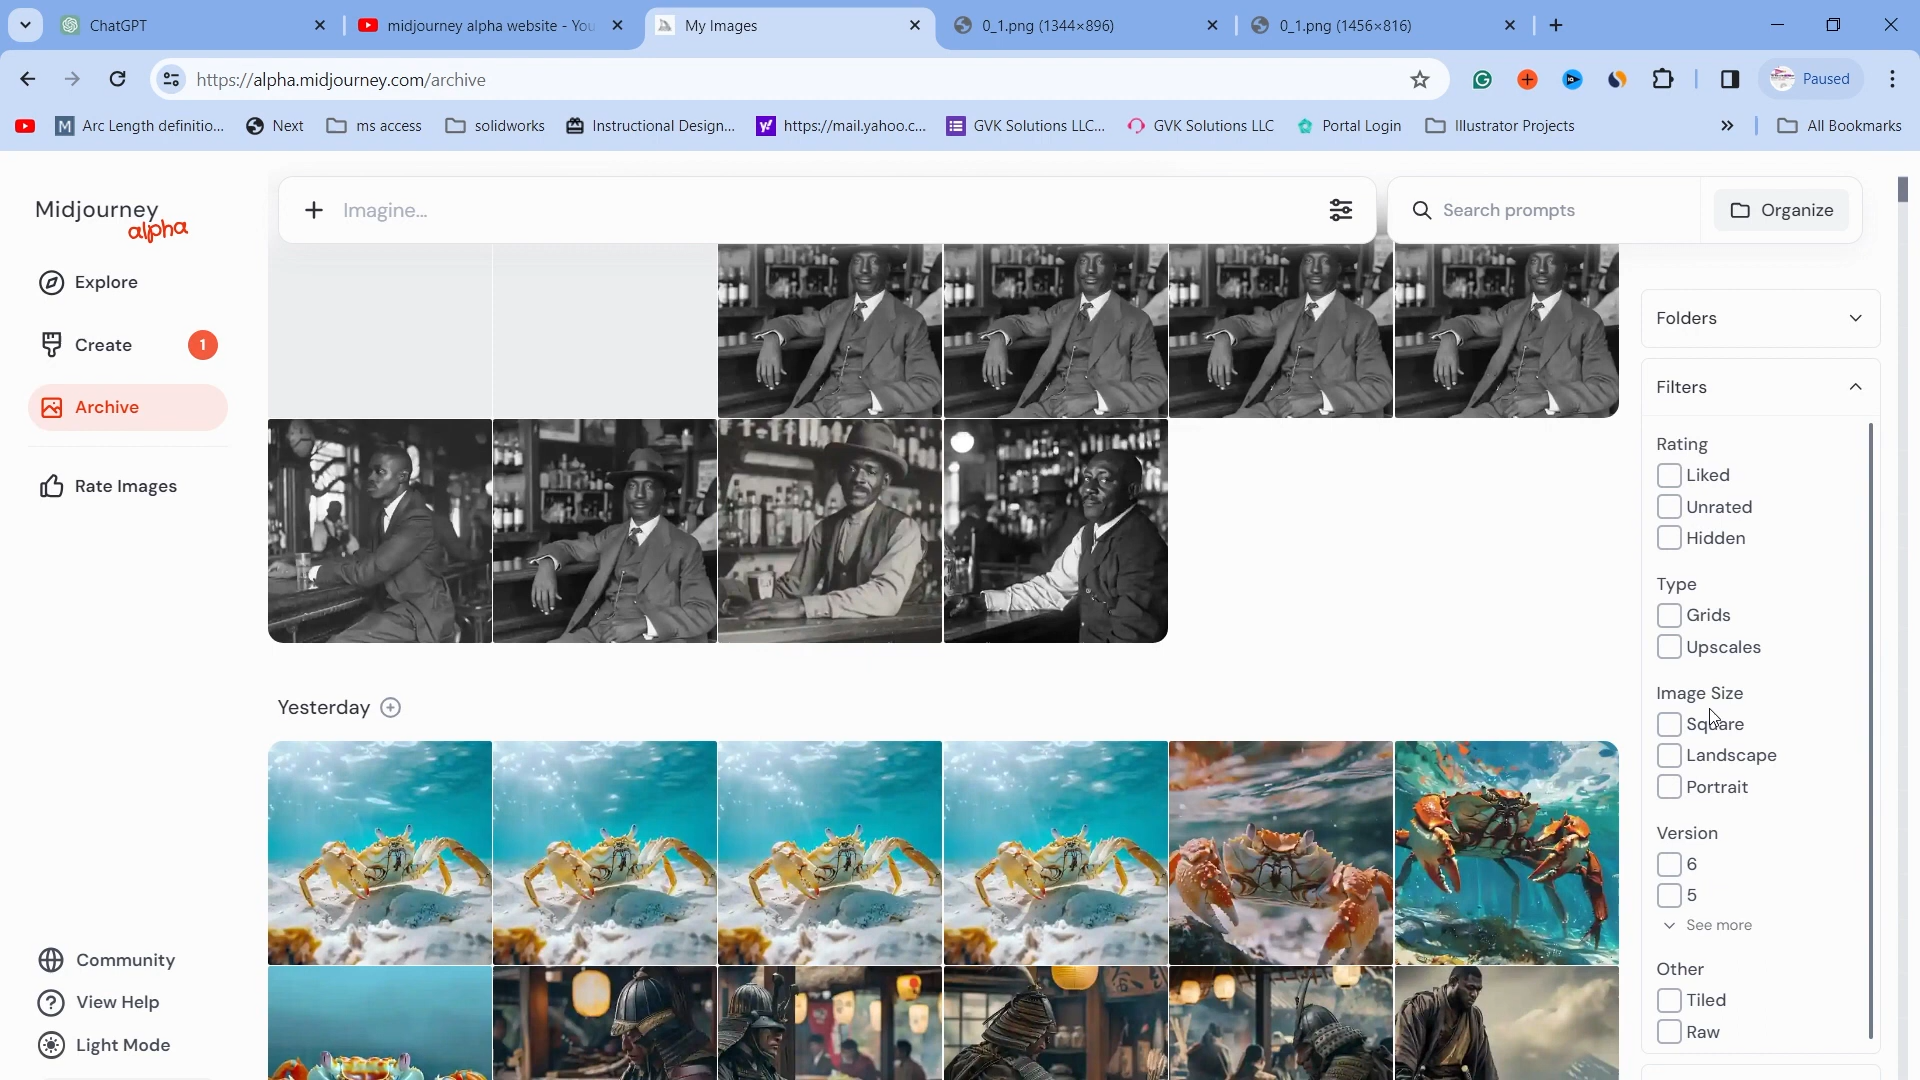 ChatGPT
midjourney alpha website - You
My Images
0_1.png (1344×896)
0_1.png (1456×816)
https://alpha.midjourney.com/archive
Paused
Arc Length definitio...
Next
ms access
solidworks
Instructional Design...
https://mail.yahoo.c...
GVK Solutions LLC...
GVK Solutions LLC
Portal Login
Illustrator Projects
All Bookmarks
Midjourney
alpha
Imagine...
Search prompts
Organize
Explore
Create
1
Archive
Rate Images
Folders
Filters
Rating
Liked
Unrated
Hidden
Type
Grids
Upscales
Image Size
Square
Landscape
Portrait
Version
6
5
See more
Other
Tiled
Raw
Yesterday
Community
View Help
Light Mode